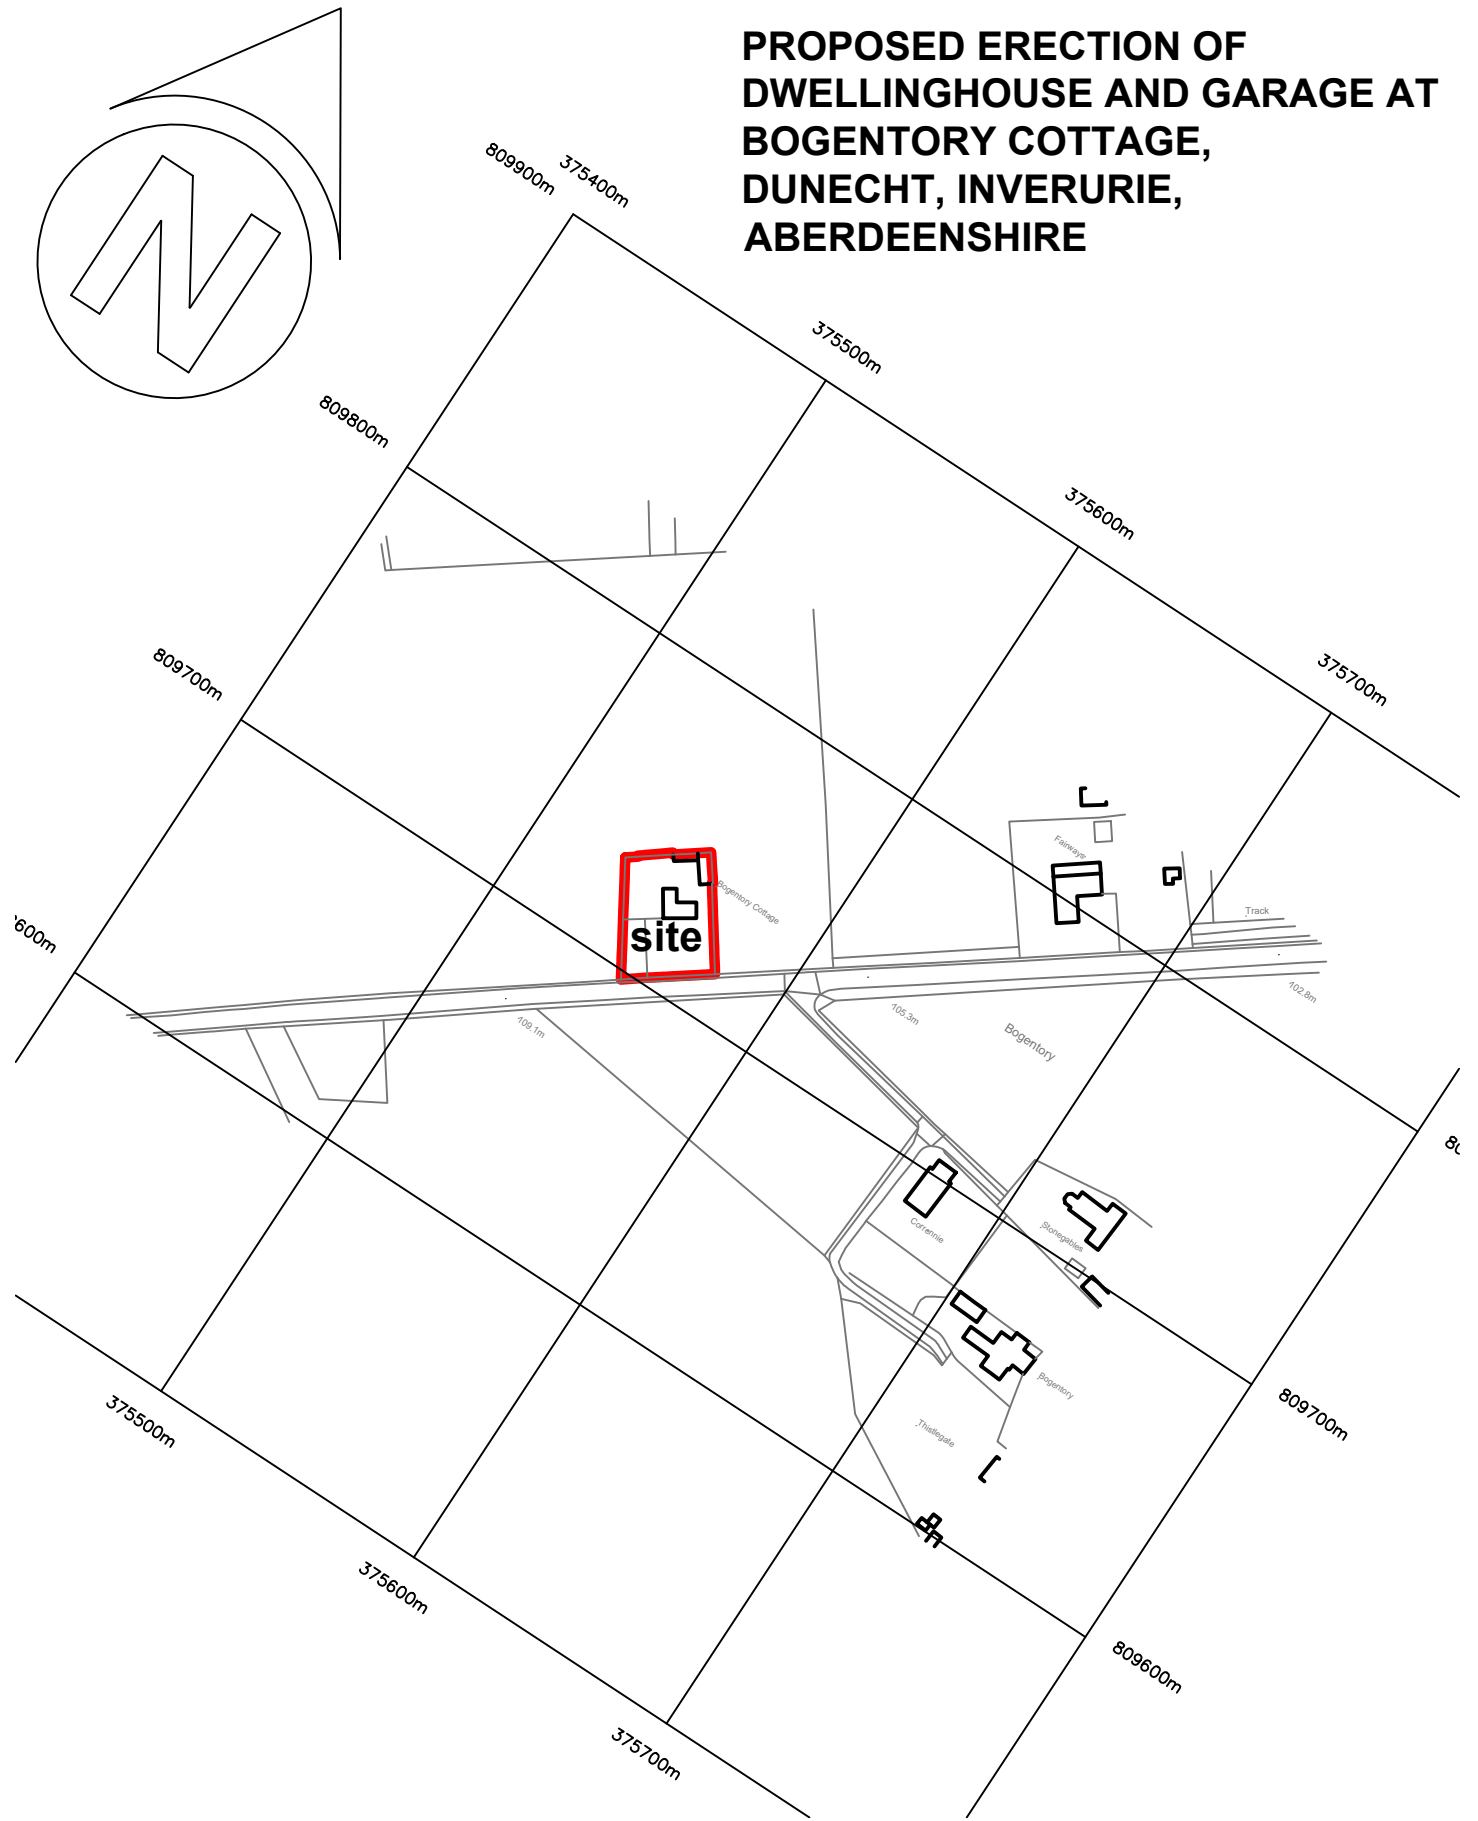 PROPOSED ERECTION OF
DWELLINGHOUSE AND GARAGE AT
BOGENTORY COTTAGE,
DUNECHT, INVERURIE,
ABERDEENSHIRE
N
809900m
375400m
375500m
809800m
375600m
809700m
375700m
Fairways
Bogentory Cottage
Track
site
600m
109.1m
105.3m
102.8m
Bogentory
80
Corrennie
Stonegables
Bogentory
Thistlegate
375500m
809700m
375600m
809600m
375700m